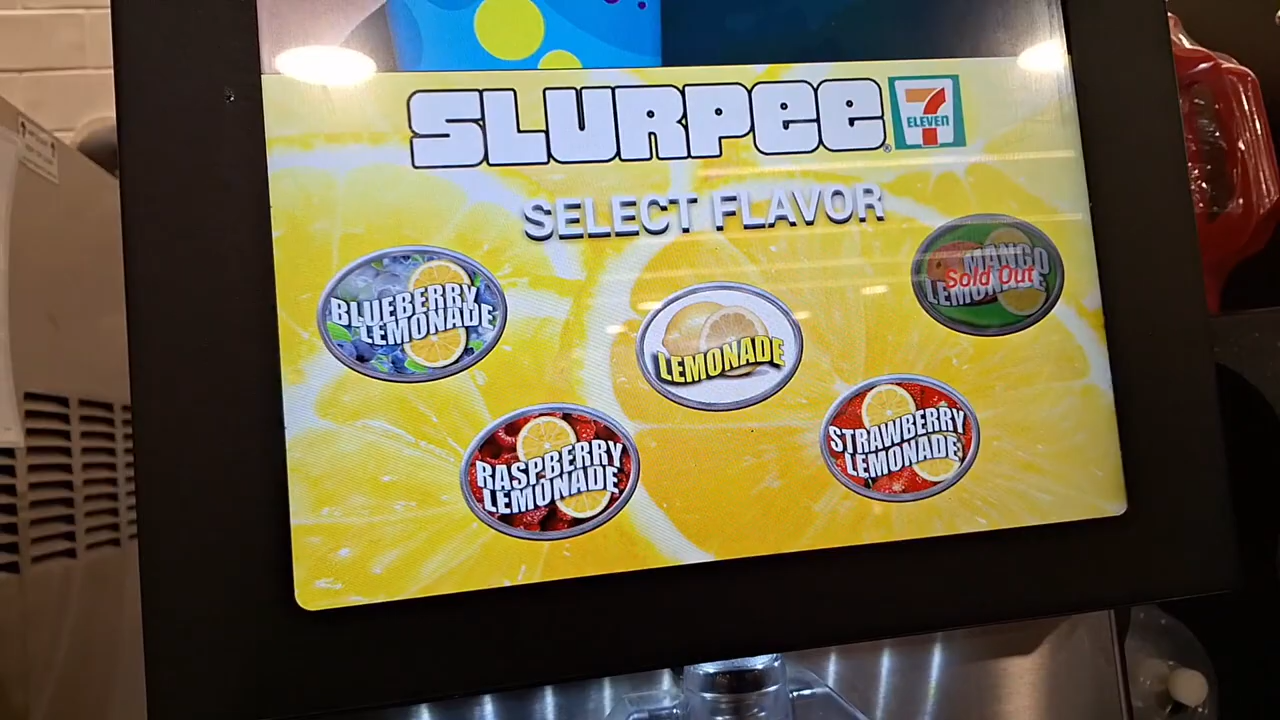 SLURPEE
7
ELEVEN
SELECT FLAVOR
BLUEBERRY
LEMONADE
LEMONADE
MANGO
LEMONADE
Sold Out
RASPBERRY
LEMONADE
STRAWBERRY
LEMONADE